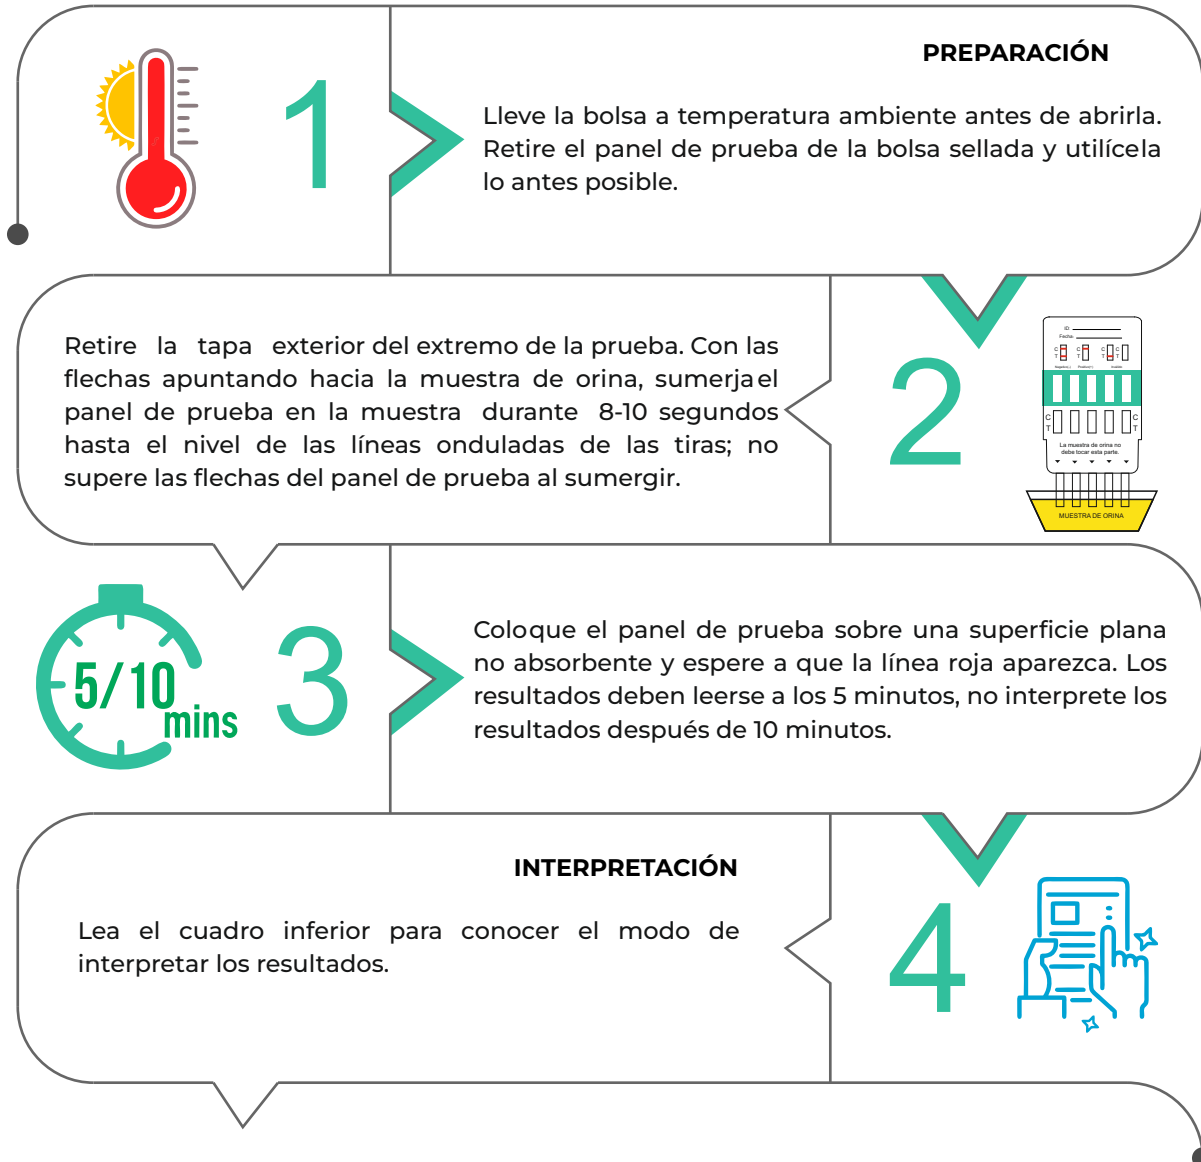 PREPARACIÓN
1
Lleve la bolsa a temperatura ambiente antes de abrirla.
Retire el panel de prueba de la bolsa sellada y utilícela
lo antes posible.
Retire la tapa exterior del extremo de la prueba. Con las
flechas apuntando hacia la muestra de orina, sumerja el
panel de prueba en la muestra durante 8-10 segundos
hasta el nivel de las líneas onduladas de las tiras; no
supere las flechas del panel de prueba al sumergir.
2
ID
Fecha
C C C C
T T T T
Negativo(-) Positivo(+) Inválido
C C
T T
La muestra de orina no
debe tocar esta parte.
MUESTRA DE ORINA
5/10
mins
3
Coloque el panel de prueba sobre una superficie plana
no absorbente y espere a que la línea roja aparezca. Los
resultados deben leerse a los 5 minutos, no interprete los
resultados después de 10 minutos.
INTERPRETACIÓN
Lea el cuadro inferior para conocer el modo de
interpretar los resultados.
4